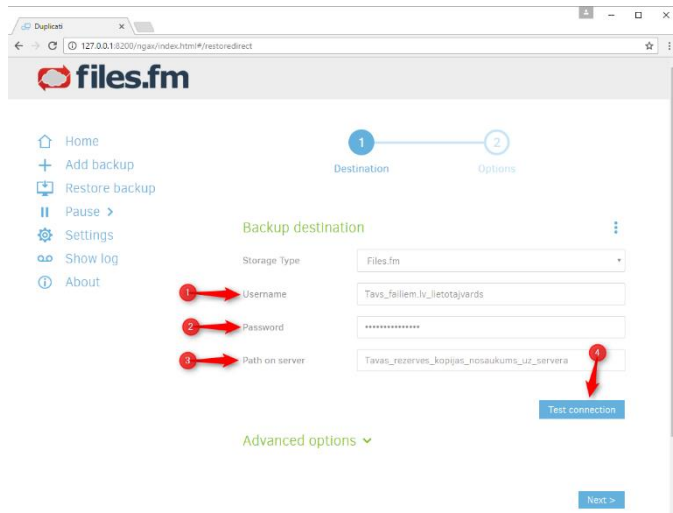 Duplicati
127.0.0.1:8200/ngax/index.html#/restoredirect
files.fm
Home
Add backup
Restore backup
Pause >
Settings
Show log
About
1
2
Destination
Options
Backup destination
Storage Type
Files.fm
1
Username
Tavs_failiem.lv_lietotajvards
2
Password
3
Path on server
Tavas_rezerves_kopijas_nosaukums_uz_servera
4
Test connection
Advanced options
Next >